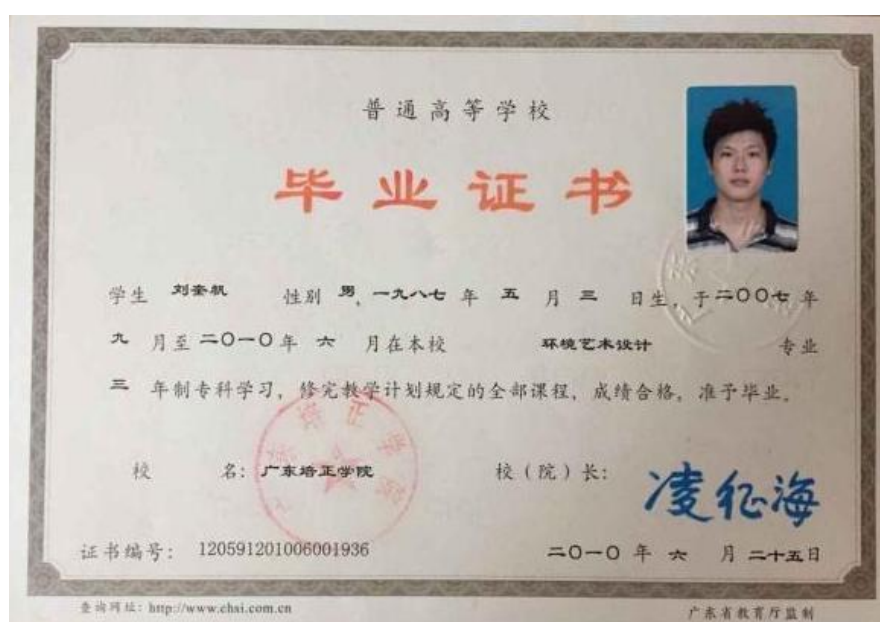 普通高等学校
毕业证书
学生 刘奎帆 性别 男，一九八七 年 五 月 三 日生，于二〇〇七年
九 月至二〇一〇年 六 月在本校 环境艺术设计 专业
三 年制专科学习，修完教学计划规定的全部课程，成绩合格，准予毕业。
校 名：广东培正学院 校（院）长：凌征海
证书编号：120591201006001936 二〇一〇 年 六 月 二十五日
查询网址：http://www.chsi.com.cn 广东省教育厅监制